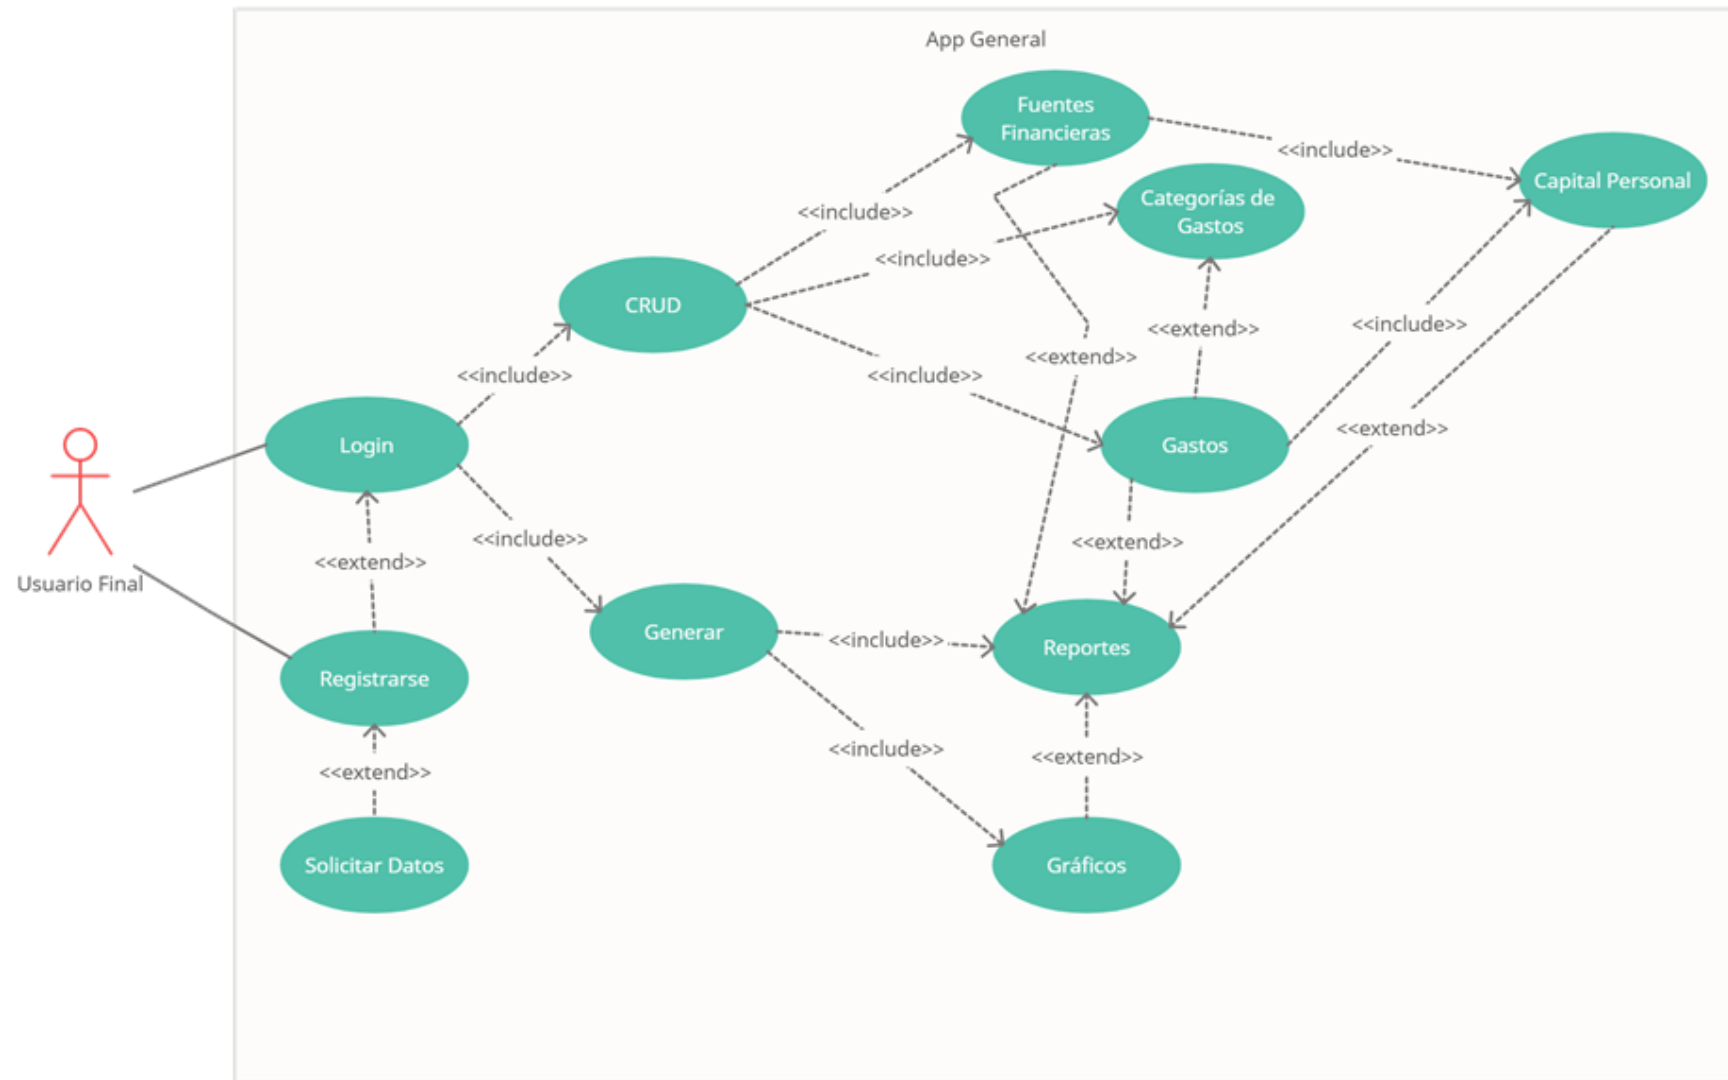 App General
Fuentes
Financieras
<<include>>
Capital Personal
Categorías de
Gastos
<<include>>
<<include>>
CRUD
<<extend>>
<<include>>
<<extend>>
<<include>>
<<include>>
<<extend>>
Login
Gastos
<<include>>
<<extend>>
<<extend>>
Usuario Final
Generar
<<include>>
Reportes
Registrarse
<<include>>
<<extend>>
<<extend>>
Solicitar Datos
Gráficos